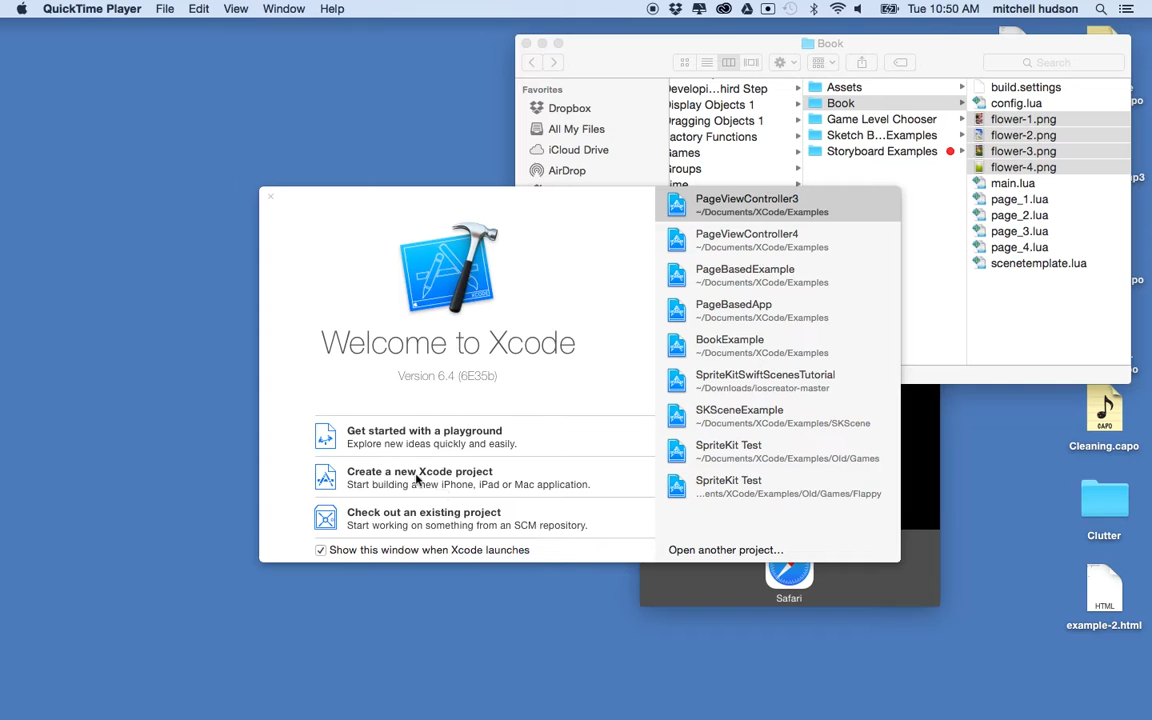 QuickTime Player File Edit View Window Help Tue 10:50 AM mitchell hudson
Book
Search
Favorites
Dropbox
All My Files
iCloud Drive
AirDrop
Developi...hird Step
Display Objects 1
Dragging Objects 1
Factory Functions
Games
Groups
Assets
Book
Game Level Chooser
Sketch B...Examples
Storyboard Examples
build.settings
config.lua
flower-1.png
flower-2.png
flower-3.png
flower-4.png
main.lua
page_1.lua
page_2.lua
page_3.lua
page_4.lua
scenetemplate.lua
Welcome to Xcode
Version 6.4 (6E35b)
Get started with a playground
Explore new ideas quickly and easily.
Create a new Xcode project
Start building a new iPhone, iPad or Mac application.
Check out an existing project
Start working on something from an SCM repository.
Show this window when Xcode launches
PageViewController3
~/Documents/XCode/Examples
PageViewController4
~/Documents/XCode/Examples
PageBasedExample
~/Documents/XCode/Examples
PageBasedApp
~/Documents/XCode/Examples
BookExample
~/Documents/XCode/Examples
SpriteKitSwiftScenesTutorial
~/Downloads/ioscreator-master
SKSceneExample
~/Documents/XCode/Examples/SKScene
SpriteKit Test
~/Documents/XCode/Examples/Old/Games
SpriteKit Test
...ents/XCode/Examples/Old/Games/Flappy
Open another project...
Safari
CAPO
Cleaning.capo
Clutter
HTML
example-2.html